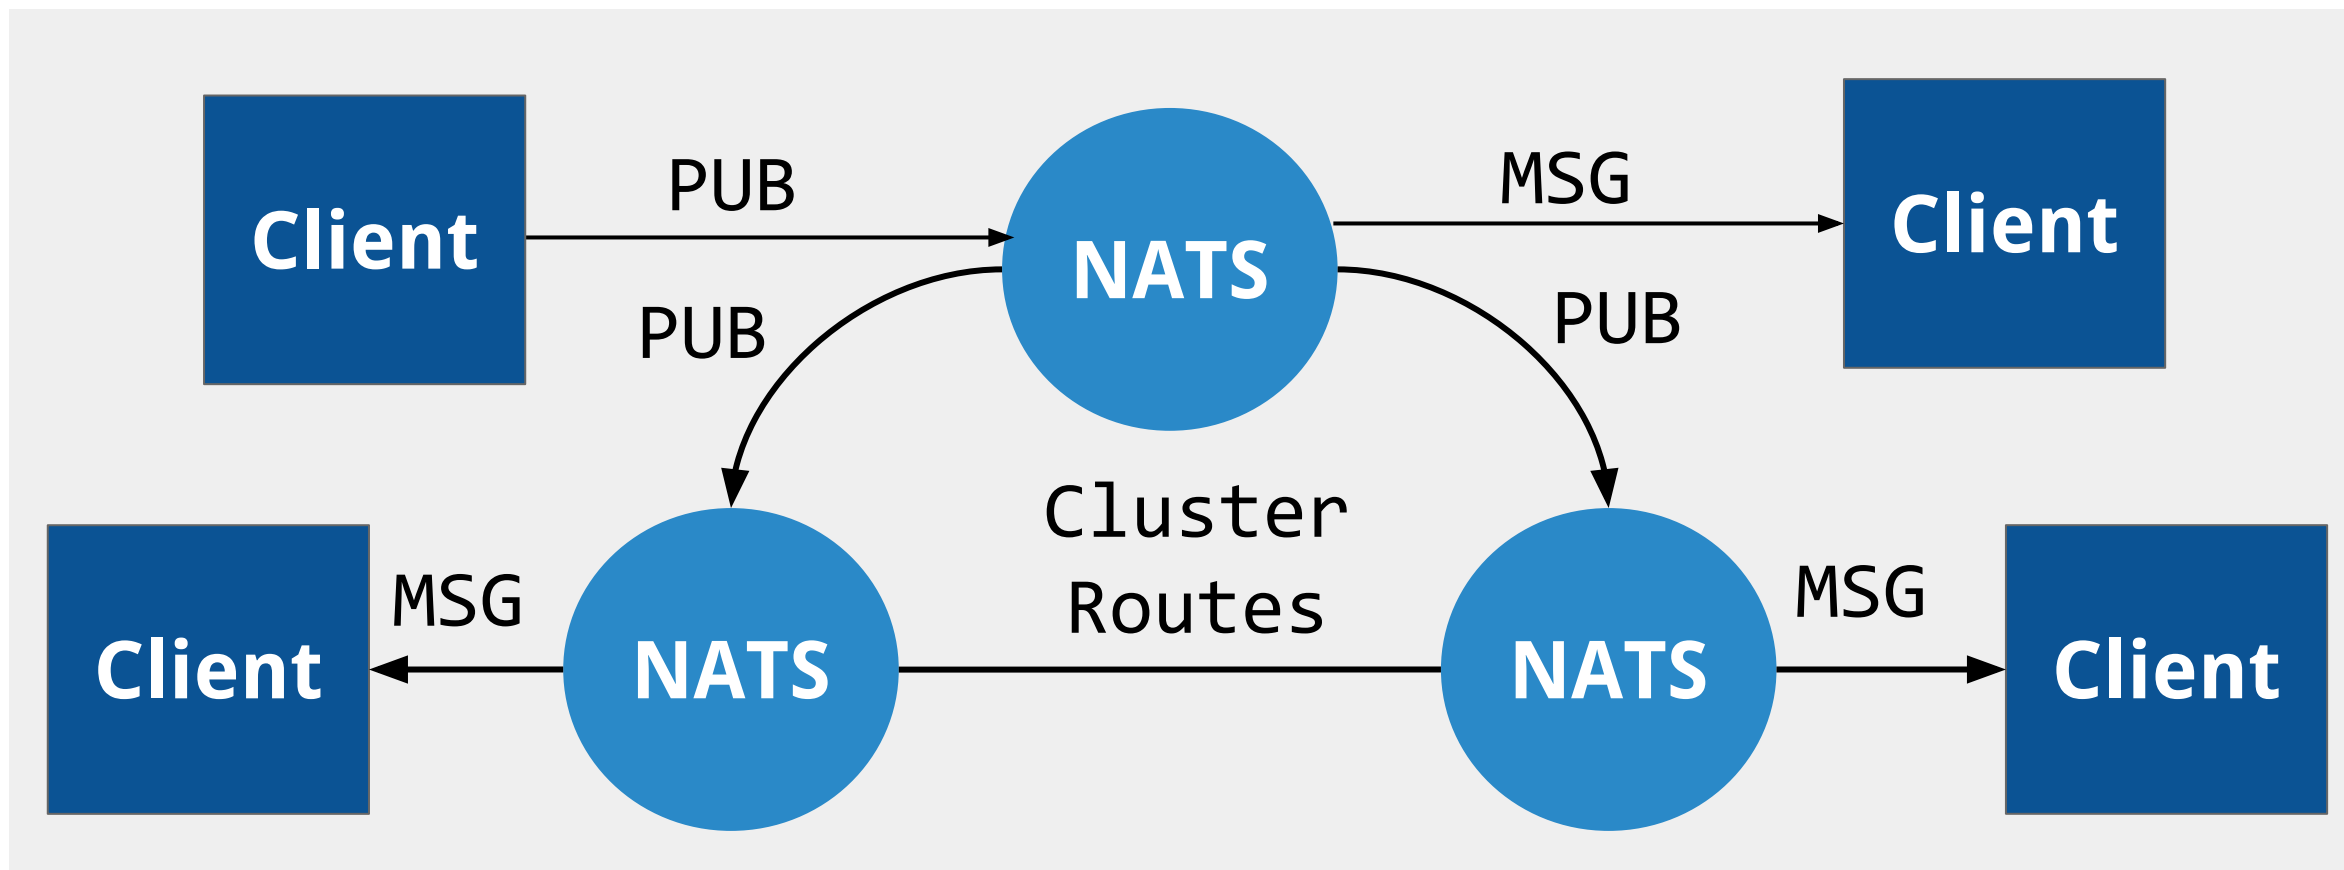 PUB
MSG
Client
Client
NATS
PUB
PUB
Cluster
Routes
MSG
MSG
Client
NATS
NATS
Client